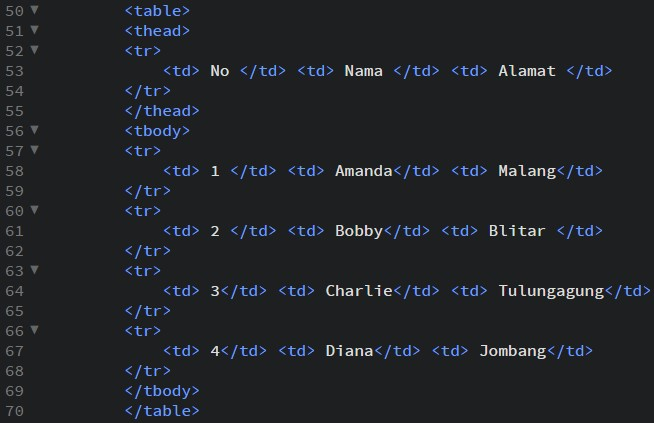 50 ▼ <table>
51 ▼ <thead>
52 ▼ <tr>
53 <td> No </td> <td> Nama </td> <td> Alamat </td>
54 </tr>
55 </thead>
56 ▼ <tbody>
57 ▼ <tr>
58 <td> 1 </td> <td> Amanda</td> <td> Malang</td>
59 </tr>
60 ▼ <tr>
61 <td> 2 </td> <td> Bobby</td> <td> Blitar </td>
62 </tr>
63 ▼ <tr>
64 <td> 3</td> <td> Charlie</td> <td> Tulungagung</td>
65 </tr>
66 ▼ <tr>
67 <td> 4</td> <td> Diana</td> <td> Jombang</td>
68 </tr>
69 </tbody>
70 </table>